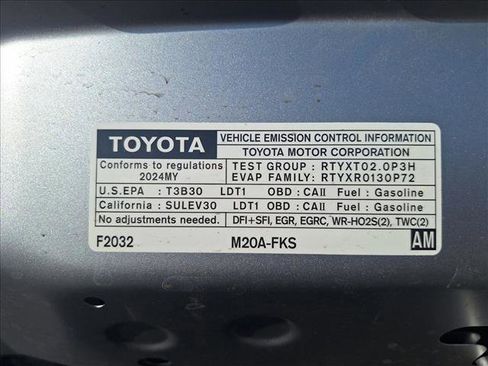 TOYOTA
VEHICLE EMISSION CONTROL INFORMATION
TOYOTA MOTOR CORPORATION
Conforms to regulations
2024MY
TEST GROUP : RTYXT02.0P3H
EVAP FAMILY: RTYXR0130P72
U.S.EPA : T3B30 LDT1 OBD : CAII Fuel : Gasoline
California : SULEV30 LDT1 OBD : CAII Fuel : Gasoline
No adjustments needed. DFI+SFI, EGR, EGRC, WR-HO2S(2), TWC(2)
F2032 M20A-FKS AM